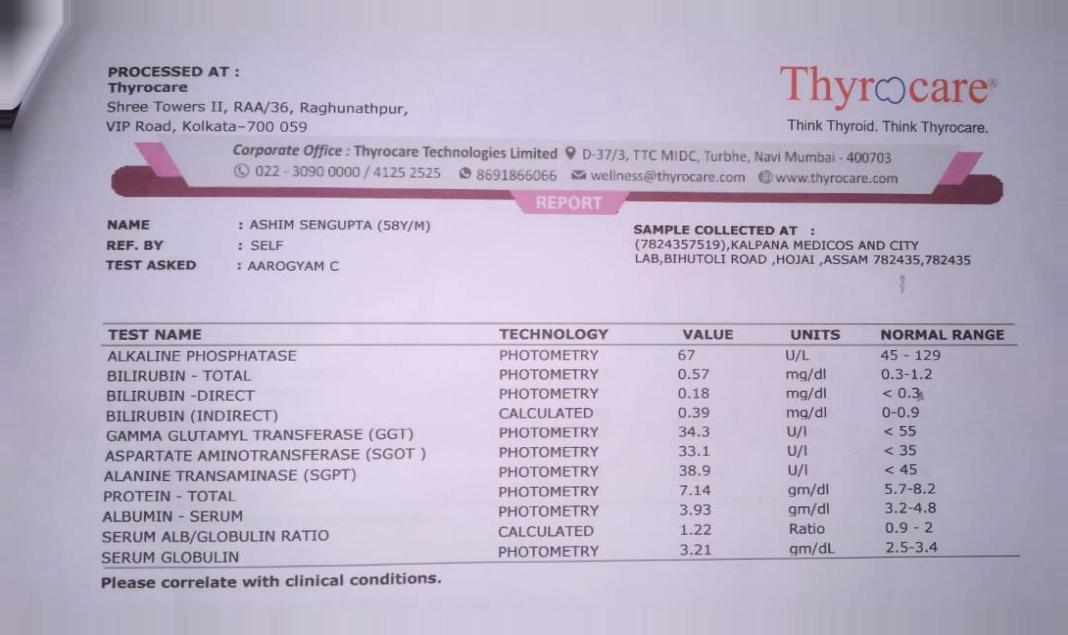 PROCESSED AT :
Thyrocare
Shree Towers II, RAA/36, Raghunathpur,
VIP Road, Kolkata–700 059
Thyrocare®
Think Thyroid. Think Thyrocare.
Corporate Office : Thyrocare Technologies Limited D-37/3, TTC MIDC, Turbhe, Navi Mumbai - 400703
022 - 3090 0000 / 4125 2525 8691866066 wellness@thyrocare.com www.thyrocare.com
REPORT
NAME : ASHIM SENGUPTA (58Y/M)
REF. BY : SELF
TEST ASKED : AAROGYAM C
SAMPLE COLLECTED AT :
(7824357519),KALPANA MEDICOS AND CITY
LAB,BIHUTOLI ROAD ,HOJAI ,ASSAM 782435,782435
TEST NAME TECHNOLOGY VALUE UNITS NORMAL RANGE
ALKALINE PHOSPHATASE PHOTOMETRY 67 U/L 45 - 129
BILIRUBIN - TOTAL PHOTOMETRY 0.57 mg/dl 0.3-1.2
BILIRUBIN -DIRECT PHOTOMETRY 0.18 mg/dl < 0.3
BILIRUBIN (INDIRECT) CALCULATED 0.39 mg/dl 0-0.9
GAMMA GLUTAMYL TRANSFERASE (GGT) PHOTOMETRY 34.3 U/l < 55
ASPARTATE AMINOTRANSFERASE (SGOT ) PHOTOMETRY 33.1 U/l < 35
ALANINE TRANSAMINASE (SGPT) PHOTOMETRY 38.9 U/l < 45
PROTEIN - TOTAL PHOTOMETRY 7.14 gm/dl 5.7-8.2
ALBUMIN - SERUM PHOTOMETRY 3.93 gm/dl 3.2-4.8
SERUM ALB/GLOBULIN RATIO CALCULATED 1.22 Ratio 0.9 - 2
SERUM GLOBULIN PHOTOMETRY 3.21 gm/dL 2.5-3.4
Please correlate with clinical conditions.